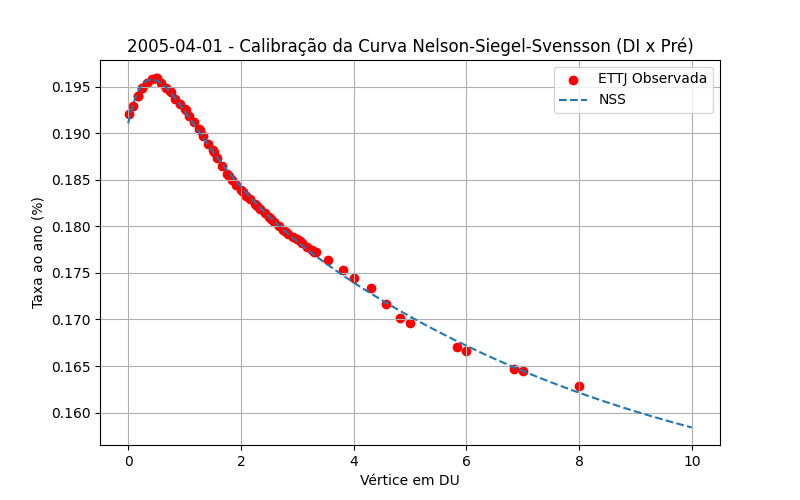 2005-04-01 - Calibração da Curva Nelson-Siegel-Svensson (DI x Pré)
ETTJ Observada
NSS
Taxa ao ano (%)
0.195
0.190
0.185
0.180
0.175
0.170
0.165
0.160
0 2 4 6 8 10
Vértice em DU